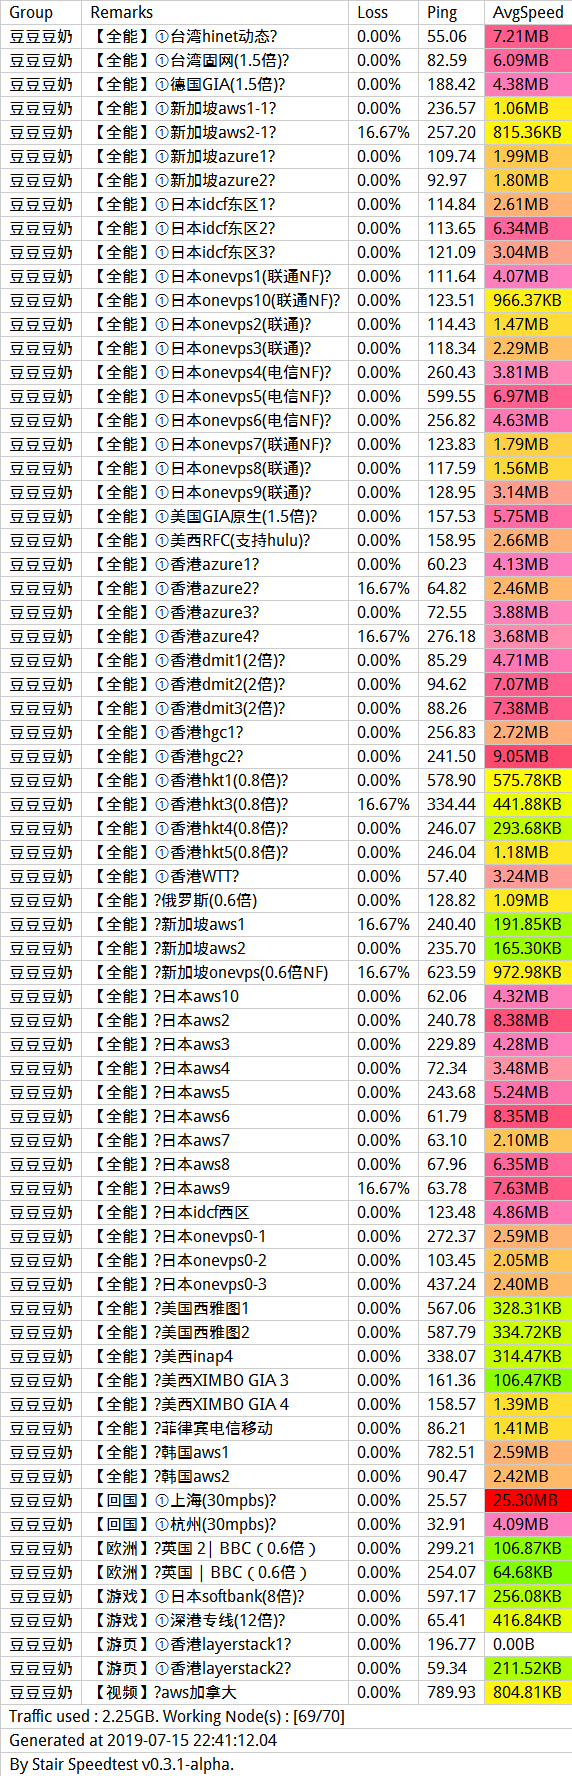 Group Remarks Loss Ping AvgSpeed
豆豆豆奶 【全能】①台湾hinet动态? 0.00% 55.06 7.21MB
豆豆豆奶 【全能】①台湾固网(1.5倍)? 0.00% 82.59 6.09MB
豆豆豆奶 【全能】①德国GIA(1.5倍)? 0.00% 188.42 4.38MB
豆豆豆奶 【全能】①新加坡aws1-1? 0.00% 236.57 1.06MB
豆豆豆奶 【全能】①新加坡aws2-1? 16.67% 257.20 815.36KB
豆豆豆奶 【全能】①新加坡azure1? 0.00% 109.74 1.99MB
豆豆豆奶 【全能】①新加坡azure2? 0.00% 92.97 1.80MB
豆豆豆奶 【全能】①日本idcf东区1? 0.00% 114.84 2.61MB
豆豆豆奶 【全能】①日本idcf东区2? 0.00% 113.65 6.34MB
豆豆豆奶 【全能】①日本idcf东区3? 0.00% 121.09 3.04MB
豆豆豆奶 【全能】①日本onevps1(联通NF)? 0.00% 111.64 4.07MB
豆豆豆奶 【全能】①日本onevps10(联通NF)? 0.00% 123.51 966.37KB
豆豆豆奶 【全能】①日本onevps2(联通)? 0.00% 114.43 1.47MB
豆豆豆奶 【全能】①日本onevps3(联通)? 0.00% 118.34 2.29MB
豆豆豆奶 【全能】①日本onevps4(电信NF)? 0.00% 260.43 3.81MB
豆豆豆奶 【全能】①日本onevps5(电信NF)? 0.00% 599.55 6.97MB
豆豆豆奶 【全能】①日本onevps6(电信NF)? 0.00% 256.82 4.63MB
豆豆豆奶 【全能】①日本onevps7(联通NF)? 0.00% 123.83 1.79MB
豆豆豆奶 【全能】①日本onevps8(联通)? 0.00% 117.59 1.56MB
豆豆豆奶 【全能】①日本onevps9(联通)? 0.00% 128.95 3.14MB
豆豆豆奶 【全能】①美国GIA原生(1.5倍)? 0.00% 157.53 5.75MB
豆豆豆奶 【全能】①美西RFC(支持hulu)? 0.00% 158.95 2.66MB
豆豆豆奶 【全能】①香港azure1? 0.00% 60.23 4.13MB
豆豆豆奶 【全能】①香港azure2? 16.67% 64.82 2.46MB
豆豆豆奶 【全能】①香港azure3? 0.00% 72.55 3.88MB
豆豆豆奶 【全能】①香港azure4? 16.67% 276.18 3.68MB
豆豆豆奶 【全能】①香港dmit1(2倍)? 0.00% 85.29 4.71MB
豆豆豆奶 【全能】①香港dmit2(2倍)? 0.00% 94.62 7.07MB
豆豆豆奶 【全能】①香港dmit3(2倍)? 0.00% 88.26 7.38MB
豆豆豆奶 【全能】①香港hgc1? 0.00% 256.83 2.72MB
豆豆豆奶 【全能】①香港hgc2? 0.00% 241.50 9.05MB
豆豆豆奶 【全能】①香港hkt1(0.8倍)? 0.00% 578.90 575.78KB
豆豆豆奶 【全能】①香港hkt3(0.8倍)? 16.67% 334.44 441.88KB
豆豆豆奶 【全能】①香港hkt4(0.8倍)? 0.00% 246.07 293.68KB
豆豆豆奶 【全能】①香港hkt5(0.8倍)? 0.00% 246.04 1.18MB
豆豆豆奶 【全能】①香港WTT? 0.00% 57.40 3.24MB
豆豆豆奶 【全能】?俄罗斯(0.6倍) 0.00% 128.82 1.09MB
豆豆豆奶 【全能】?新加坡aws1 16.67% 240.40 191.85KB
豆豆豆奶 【全能】?新加坡aws2 0.00% 235.70 165.30KB
豆豆豆奶 【全能】?新加坡onevps(0.6倍NF) 16.67% 623.59 972.98KB
豆豆豆奶 【全能】?日本aws10 0.00% 62.06 4.32MB
豆豆豆奶 【全能】?日本aws2 0.00% 240.78 8.38MB
豆豆豆奶 【全能】?日本aws3 0.00% 229.89 4.28MB
豆豆豆奶 【全能】?日本aws4 0.00% 72.34 3.48MB
豆豆豆奶 【全能】?日本aws5 0.00% 243.68 5.24MB
豆豆豆奶 【全能】?日本aws6 0.00% 61.79 8.35MB
豆豆豆奶 【全能】?日本aws7 0.00% 63.10 2.10MB
豆豆豆奶 【全能】?日本aws8 0.00% 67.96 6.35MB
豆豆豆奶 【全能】?日本aws9 16.67% 63.78 7.63MB
豆豆豆奶 【全能】?日本idcf西区 0.00% 123.48 4.86MB
豆豆豆奶 【全能】?日本onevps0-1 0.00% 272.37 2.59MB
豆豆豆奶 【全能】?日本onevps0-2 0.00% 103.45 2.05MB
豆豆豆奶 【全能】?日本onevps0-3 0.00% 437.24 2.40MB
豆豆豆奶 【全能】?美国西雅图1 0.00% 567.06 328.31KB
豆豆豆奶 【全能】?美国西雅图2 0.00% 587.79 334.72KB
豆豆豆奶 【全能】?美西inap4 0.00% 338.07 314.47KB
豆豆豆奶 【全能】?美西XIMBO GIA 3 0.00% 161.36 106.47KB
豆豆豆奶 【全能】?美西XIMBO GIA 4 0.00% 158.57 1.39MB
豆豆豆奶 【全能】?菲律宾电信移动 0.00% 86.21 1.41MB
豆豆豆奶 【全能】?韩国aws1 0.00% 782.51 2.59MB
豆豆豆奶 【全能】?韩国aws2 0.00% 90.47 2.42MB
豆豆豆奶 【回国】①上海(30mpbs)? 0.00% 25.57 25.30MB
豆豆豆奶 【回国】①杭州(30mpbs)? 0.00% 32.91 4.09MB
豆豆豆奶 【欧洲】?英国 2| BBC（0.6倍） 0.00% 299.21 106.87KB
豆豆豆奶 【欧洲】?英国 | BBC（0.6倍） 0.00% 254.07 64.68KB
豆豆豆奶 【游戏】①日本softbank(8倍)? 0.00% 597.17 256.08KB
豆豆豆奶 【游戏】①深港专线(12倍)? 0.00% 65.41 416.84KB
豆豆豆奶 【游页】①香港layerstack1? 0.00% 196.77 0.00B
豆豆豆奶 【游页】①香港layerstack2? 0.00% 59.34 211.52KB
豆豆豆奶 【视频】?aws加拿大 0.00% 789.93 804.81KB
Traffic used : 2.25GB. Working Node(s) : [69/70]
Generated at 2019-07-15 22:41:12.04
By Stair Speedtest v0.3.1-alpha.